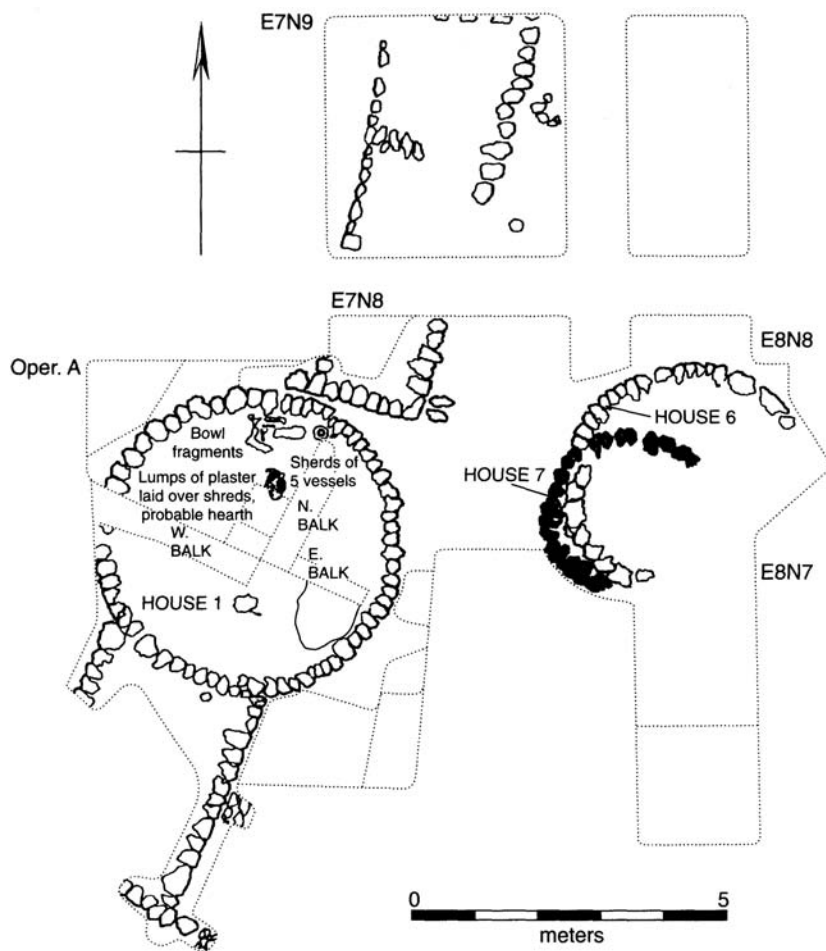 E7N9
E7N8
E8N8
Oper. A
HOUSE 6
Bowl
fragments
HOUSE 7
Lumps of plaster
laid over shreds,
probable hearth
Sherds of
5 vessels
N.
BALK
W.
BALK
E.
BALK
E8N7
HOUSE 1
0
5
meters